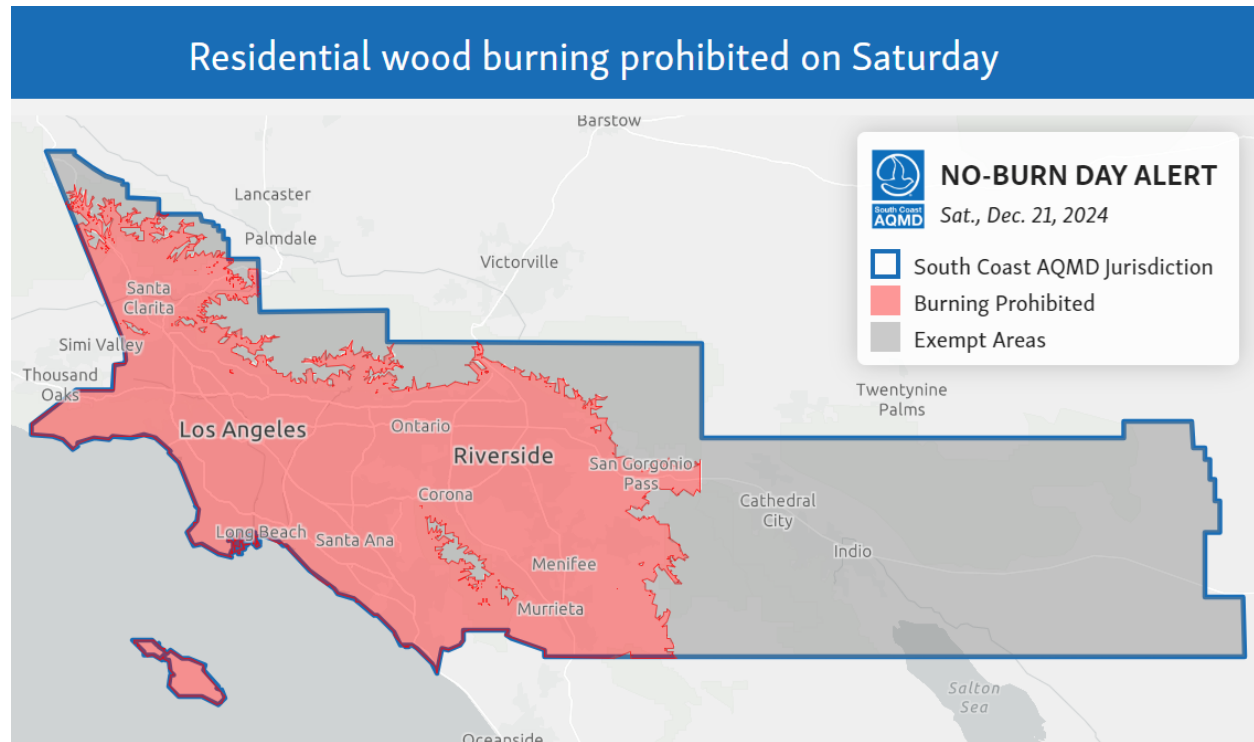 Residential wood burning prohibited on Saturday
Barstow
NO-BURN DAY ALERT
South Coast
AQMD
Sat., Dec. 21, 2024
South Coast AQMD Jurisdiction
Burning Prohibited
Exempt Areas
Lancaster
Palmdale
Victorville
Santa
Clarita
Simi Valley
Thousand
Oaks
Twentynine
Palms
Los Angeles
Ontario
Riverside
San Gorgonio
Pass
Corona
Cathedral
City
Long Beach
Santa Ana
Indio
Menifee
Murrieta
Salton
Sea
Oceanside